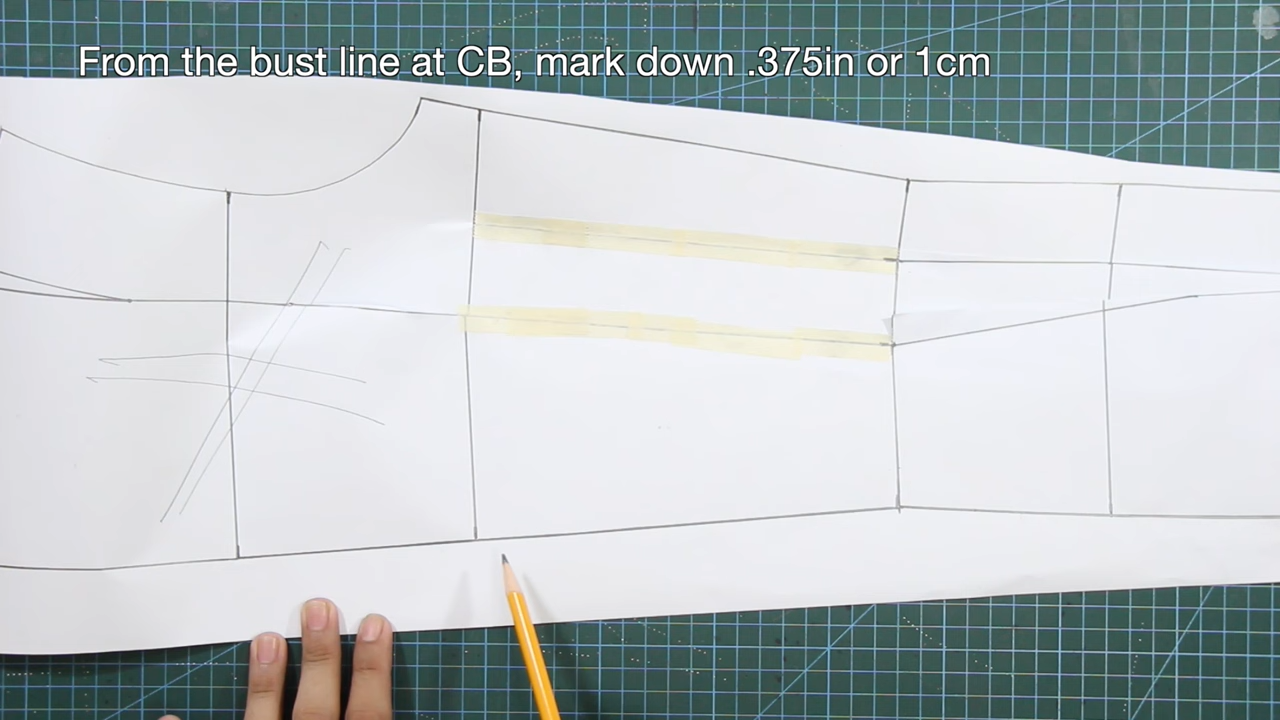 From the bust line at CB, mark down .375in or 1cm